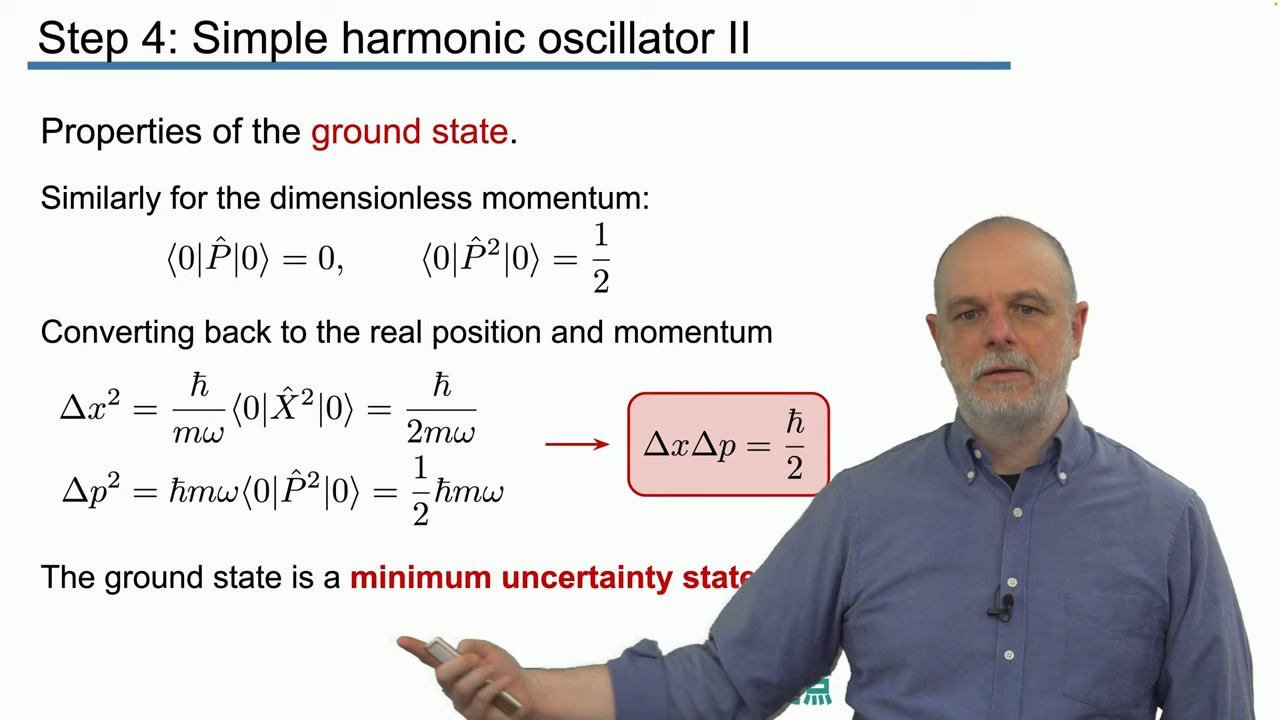 Step 4: Simple harmonic oscillator II
Properties of the ground state.
Similarly for the dimensionless momentum:
⟨0|P̂|0⟩ = 0, ⟨0|P̂²|0⟩ = 1/2
Converting back to the real position and momentum
Δx² = ħ/mω ⟨0|X̂²|0⟩ = ħ/2mω
Δp² = ħmω⟨0|P̂²|0⟩ = 1/2 ħmω
ΔxΔp = ħ/2
The ground state is a minimum uncertainty state
点